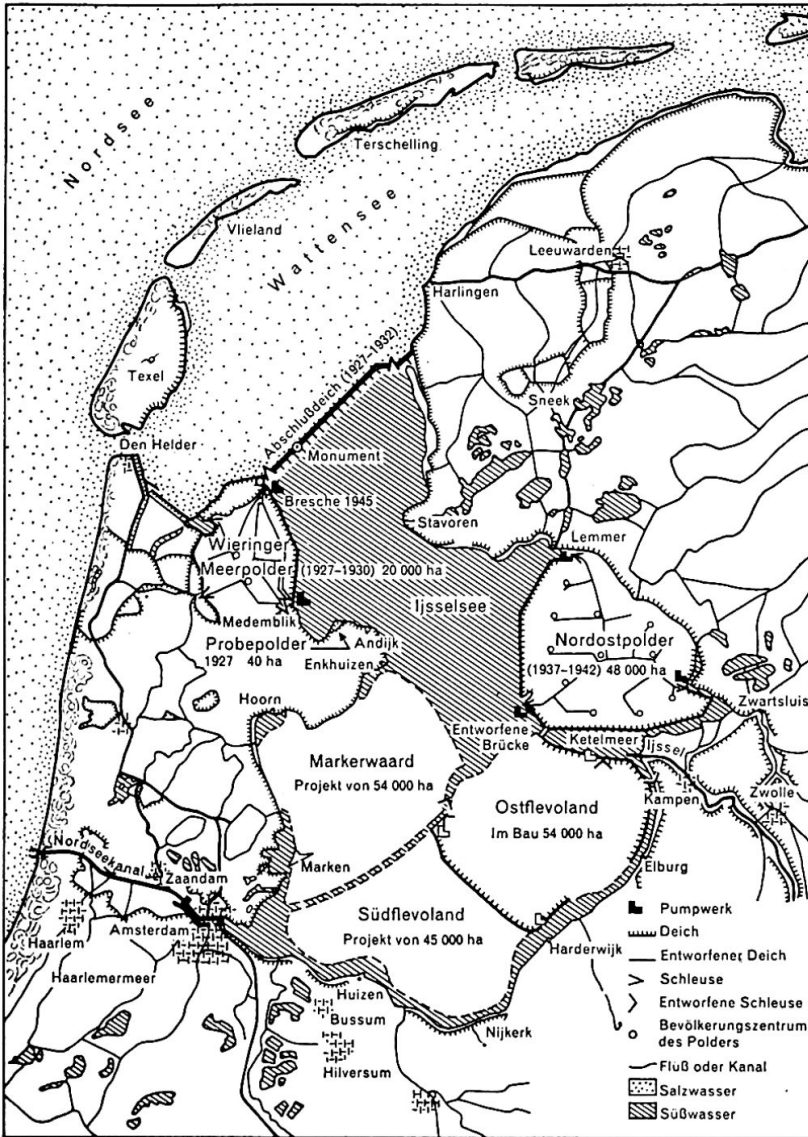 Nordsee
Terschelling
Vlieland
Wattensee
Leeuwarden
Harlingen
Texel
Sneek
Abschlußdeich (1927-1932)
Den Helder
Monument
Bresche 1945
Stavoren
Lemmer
Wieringer
Meerpolder (1927-1930) 20 000 ha
Ijsselsee
Medemblik
Probepolder
1927 40 ha
Andijk
Enkhuizen
Nordostpolder
(1937-1942) 48 000 ha
Hoorn
Zwartsluis
Entworfene
Brücke
Ketelmeer
Ijssel
Markerwaard
Projekt von 54 000 ha
Kampen
Zwolle
Ostflevoland
Im Bau 54 000 ha
Nordseekanal
Zaandam
Marken
Elburg
Südflevoland
Projekt von 45 000 ha
Haarlem
Amsterdam
Harderwijk
Haarlemermeer
Huizen
Bussum
Nijkerk
Hilversum
Pumpwerk
Deich
Entworfener Deich
Schleuse
Entworfene Schleuse
Bevölkerungszentrum
des Polders
Flüß oder Kanal
Salzwasser
Süßwasser